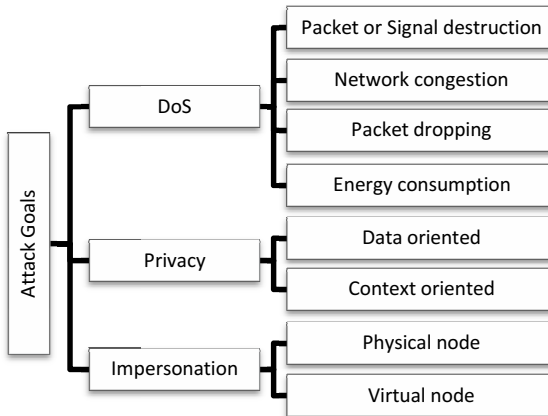 Attack Goals
DoS
Packet or Signal destruction
Network congestion
Packet dropping
Energy consumption
Privacy
Data oriented
Context oriented
Impersonation
Physical node
Virtual node